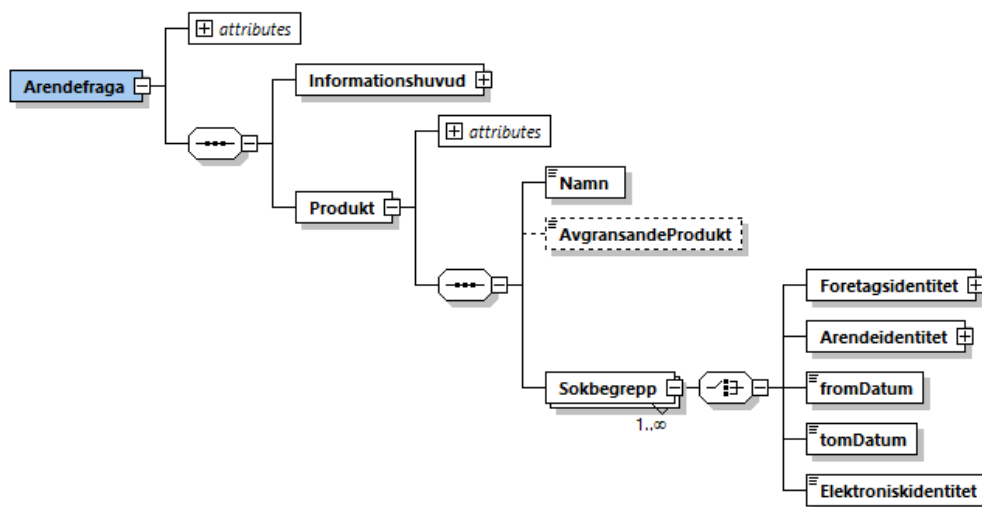 attributes
Arendefraga
Informationshuvud
attributes
Produkt
Namn
AvgransandeProdukt
Foretagsidentitet
Arendeidentitet
Sokbegrepp
fromDatum
1..∞
tomDatum
Elektroniskidentitet